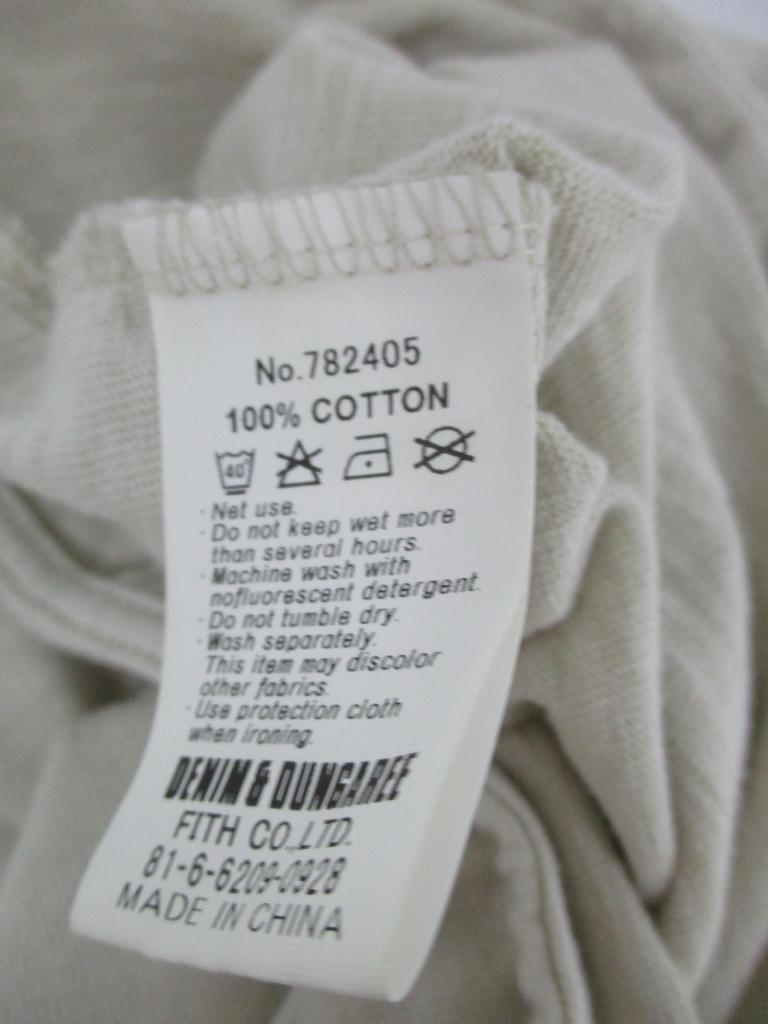 No.782405
100% COTTON
40°
· Net use.
· Do not keep wet more
than several hours.
· Machine wash with
nofluorescent detergent.
· Do not tumble dry.
· Wash separately.
This item may discolor
other fabrics.
· Use protection cloth
when ironing.
DENIM & DUNGAREE
FITH CO.,LTD.
81-6-6209-0928
MADE IN CHINA